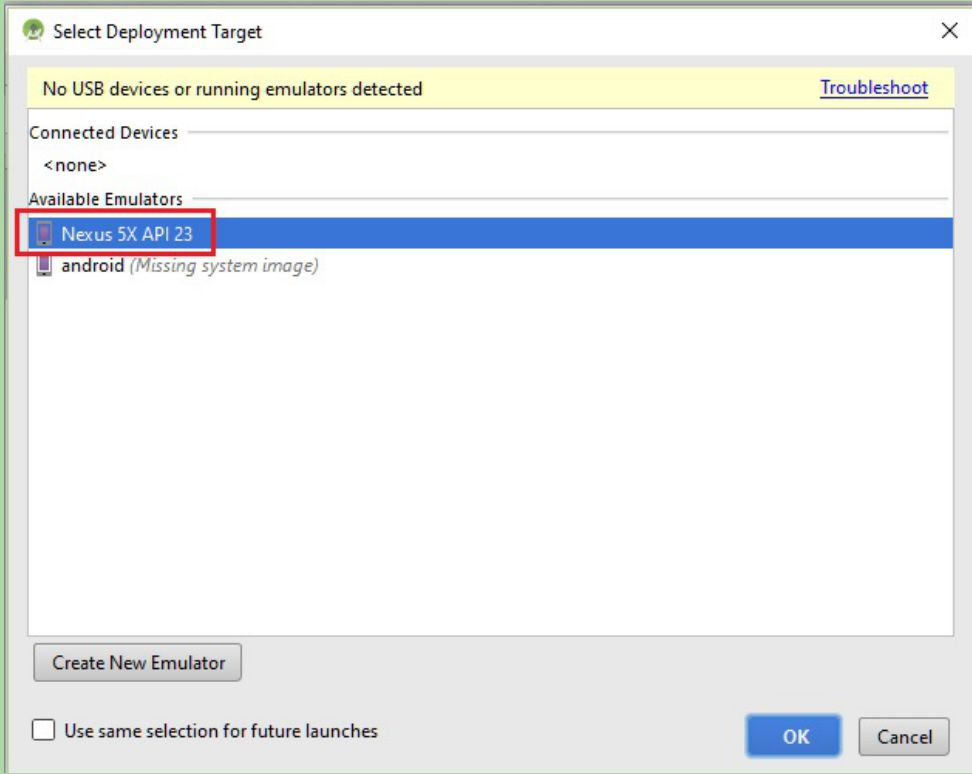 Select Deployment Target
No USB devices or running emulators detected Troubleshoot
Connected Devices
<none>
Available Emulators
Nexus 5X API 23
android (Missing system image)
Create New Emulator
Use same selection for future launches
OK Cancel